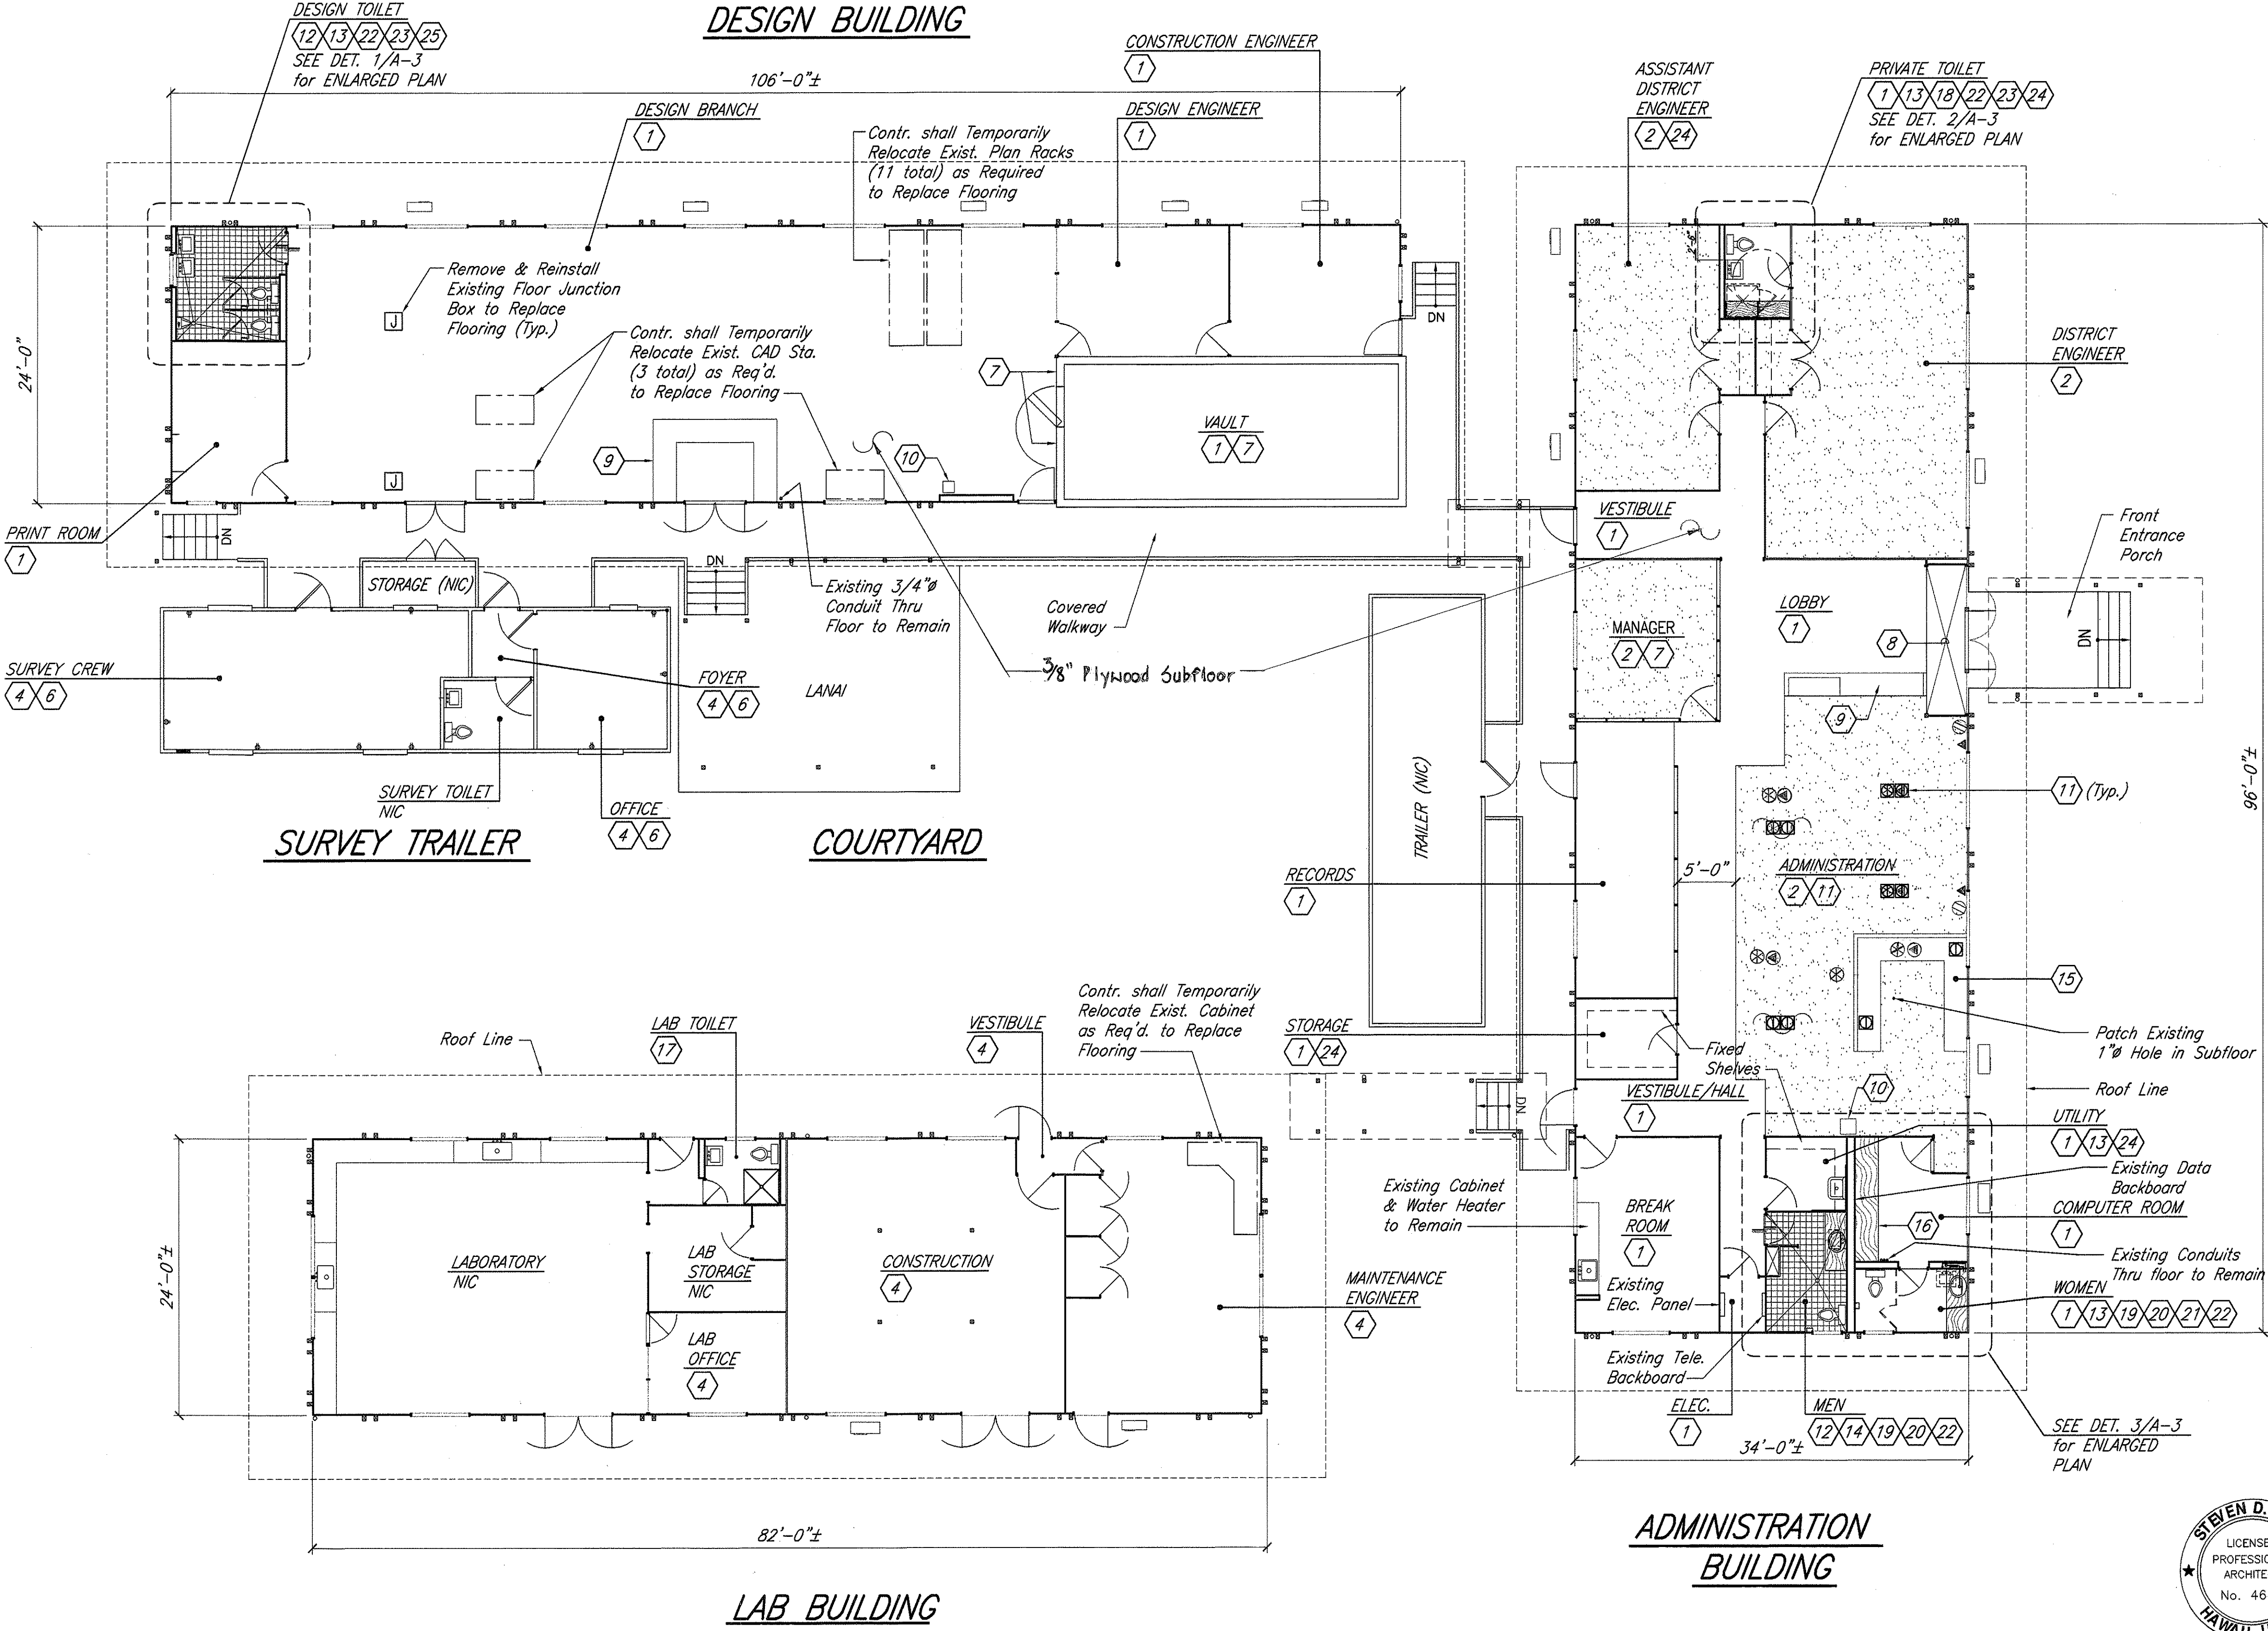 DESIGN TOILET
12 13 22 23 25
SEE DET. 1/A-3
for ENLARGED PLAN
DESIGN BUILDING
106'-0"±
CONSTRUCTION ENGINEER
1
DESIGN BRANCH
1
DESIGN ENGINEER
1
Contr. shall Temporarily
Relocate Exist. Plan Racks
(11 total) as Required
to Replace Flooring
ASSISTANT
DISTRICT
ENGINEER
2 24
PRIVATE TOILET
1 13 18 22 23 24
SEE DET. 2/A-3
for ENLARGED PLAN
2'-6"
24'-0"
Remove & Reinstall
Existing Floor Junction
Box to Replace
Flooring (Typ.)
J
Contr. shall Temporarily
Relocate Exist. CAD Sta.
(3 total) as Req'd.
to Replace Flooring
7
VAULT
1 7
9
10
J
DN
DISTRICT
ENGINEER
2
PRINT ROOM
1
DN
STORAGE (NIC)
DN
Existing 3/4"ø
Conduit Thru
Floor to Remain
Covered
Walkway
VESTIBULE
1
Front
Entrance
Porch
LOBBY
1
8
DN
MANAGER
2 7
9
3/8" Plywood Subfloor
SURVEY CREW
4 6
FOYER
4 6
LANAI
SURVEY TOILET
NIC
OFFICE
4 6
SURVEY TRAILER
COURTYARD
TRAILER (NIC)
96'-0"±
11 (Typ.)
RECORDS
1
5'-0"
ADMINISTRATION
2 11
15
Patch Existing
1"ø Hole in Subfloor
Roof Line
STORAGE
1 24
Fixed
Shelves
VESTIBULE/HALL
1
10
DN
UTILITY
1 13 24
Existing Data
Backboard
COMPUTER ROOM
1
16
Existing Conduits
Thru floor to Remain
WOMEN
1 13 19 20 21 22
Existing Cabinet
& Water Heater
to Remain
BREAK
ROOM
1
Existing
Elec. Panel
Existing Tele.
Backboard
ELEC.
1
MEN
12 14 19 20 22
34'-0"±
SEE DET. 3/A-3
for ENLARGED
PLAN
ADMINISTRATION
BUILDING
Roof Line
LAB TOILET
17
VESTIBULE
4
Contr. shall Temporarily
Relocate Exist. Cabinet
as Req'd. to Replace
Flooring
24'-0"±
LABORATORY
NIC
LAB
STORAGE
NIC
LAB
OFFICE
4
CONSTRUCTION
4
MAINTENANCE
ENGINEER
4
82'-0"±
LAB BUILDING
STEVEN D.
No. 46